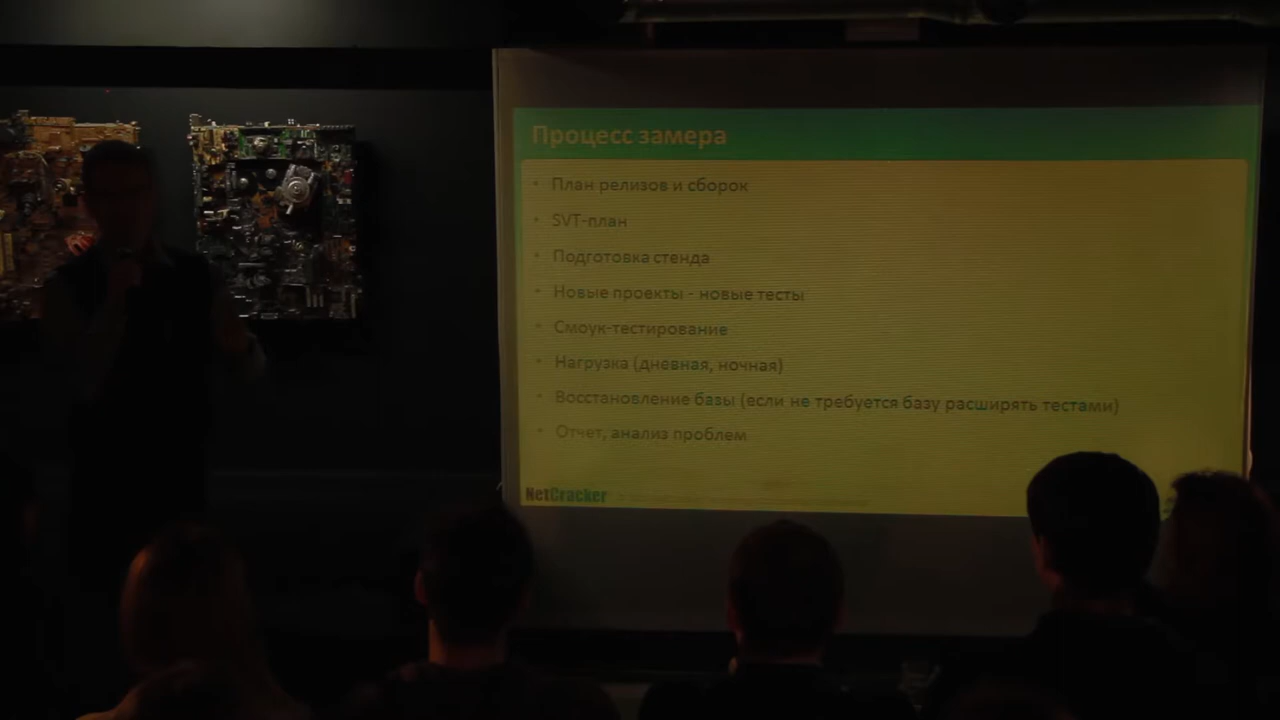 Процесс замера
• План релизов и сборок
• SVT-план
• Подготовка стенда
• Новые проекты - новые тесты
• Смоук-тестирование
• Нагрузка (дневная, ночная)
• Восстановление базы (если не требуется базу расширять тестами)
• Отчет, анализ проблем
NetCracker